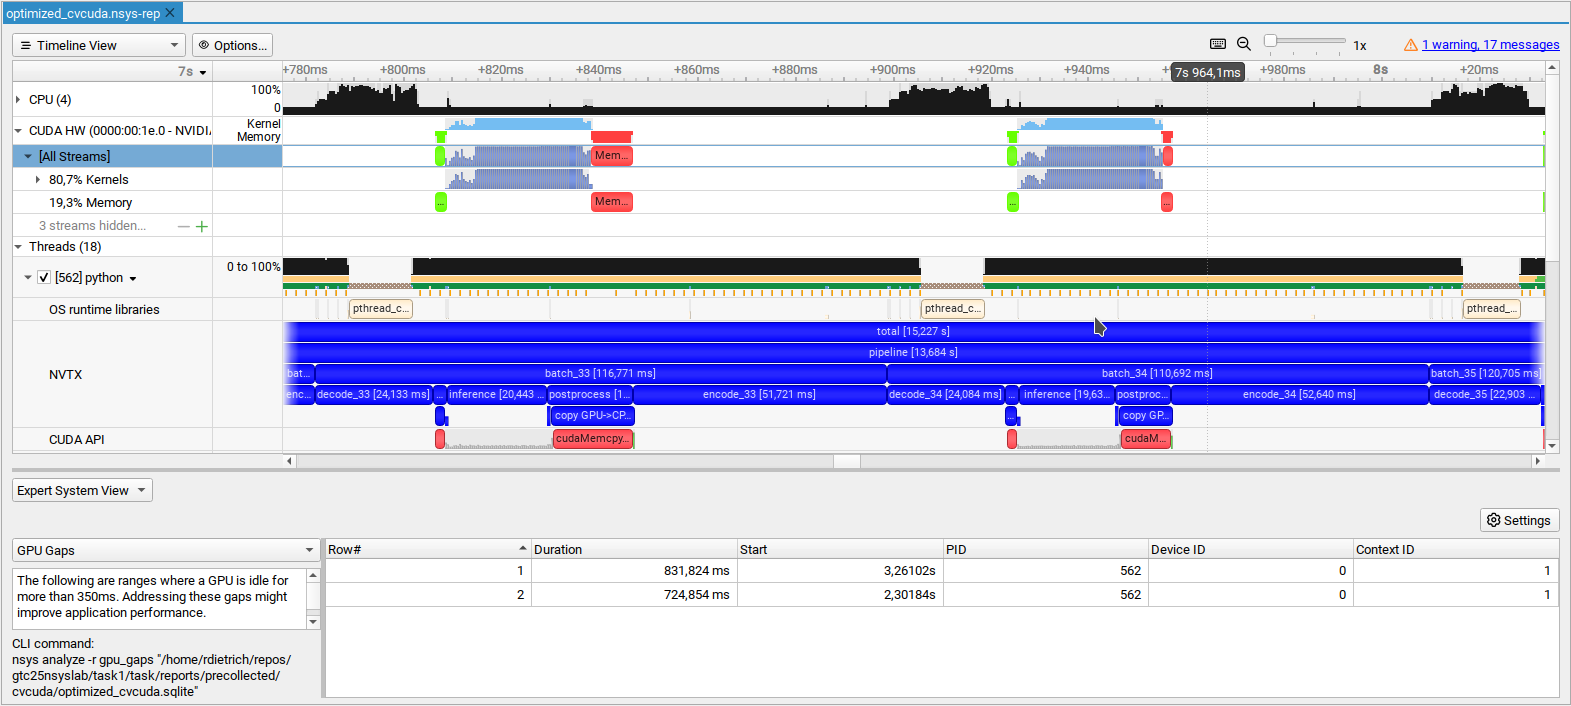 optimized_cvcuda.nsys-rep
Timeline View
Options...
1x
1 warning, 17 messages
7s
+780ms +800ms +820ms +840ms +860ms +880ms +900ms +920ms +940ms 7s 964,1ms +980ms 8s +20ms
CPU (4)
100%
0
CUDA HW (0000:00:1e.0 - NVIDI
Kernel
Memory
[All Streams]
Mem...
80,7% Kernels
19,3% Memory
... Mem... ... ...
3 streams hidden...
Threads (18)
[562] python
0 to 100%
OS runtime libraries
pthread_c... pthread_c... pthread_...
NVTX
total [15,227 s]
pipeline [13,684 s]
bat... batch_33 [116,771 ms] batch_34 [110,692 ms] batch_35 [120,705 ms]
enc... decode_33 [24,133 ms] ... inference [20,443 ... postprocess [1... encode_33 [51,721 ms] decode_34 [24,084 ms] ... inference [19,63... postproc... encode_34 [52,640 ms] decode_35 [22,903 ...
copy GPU->CP... ... copy GP...
CUDA API
cudaMemcpy... cudaM...
Expert System View
Settings
GPU Gaps
The following are ranges where a GPU is idle for
more than 350ms. Addressing these gaps might
improve application performance.
CLI command:
nsys analyze -r gpu_gaps "/home/rdietrich/repos/
gtc25nsyslab/task1/task/reports/precollected/
cvcuda/optimized_cvcuda.sqlite"
Row# Duration Start PID Device ID Context ID
1 831,824 ms 3,26102s 562 0 1
2 724,854 ms 2,30184s 562 0 1